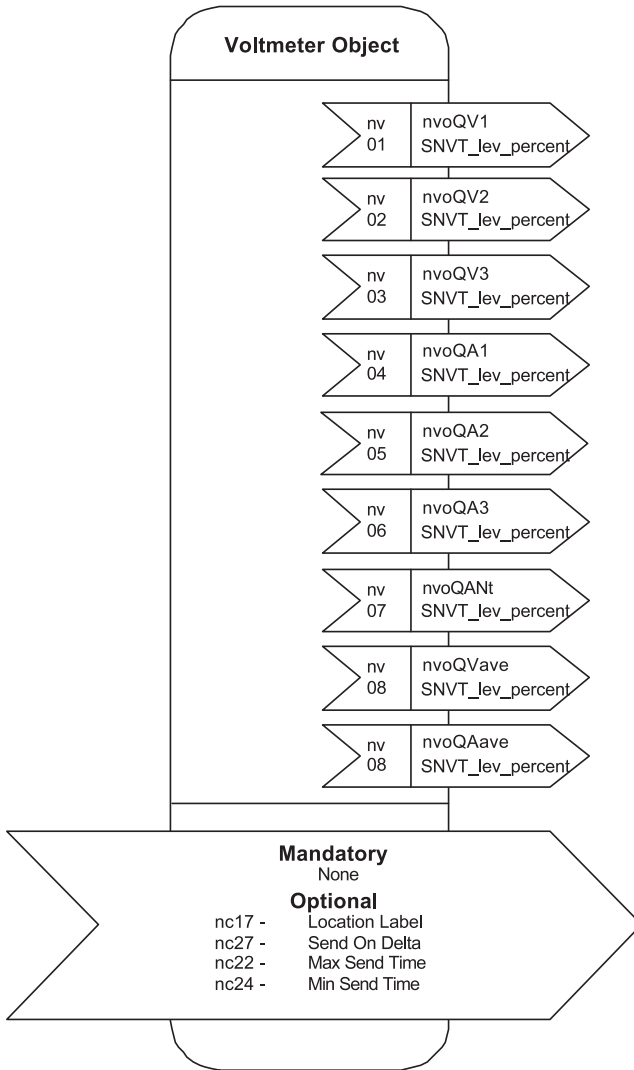 Voltmeter Object
nv
01
nvoQV1
SNVT_lev_percent
nv
02
nvoQV2
SNVT_lev_percent
nv
03
nvoQV3
SNVT_lev_percent
nv
04
nvoQA1
SNVT_lev_percent
nv
05
nvoQA2
SNVT_lev_percent
nv
06
nvoQA3
SNVT_lev_percent
nv
07
nvoQANt
SNVT_lev_percent
nv
08
nvoQVave
SNVT_lev_percent
nv
08
nvoQAave
SNVT_lev_percent
Mandatory
None
Optional
nc17 - Location Label
nc27 - Send On Delta
nc22 - Max Send Time
nc24 - Min Send Time